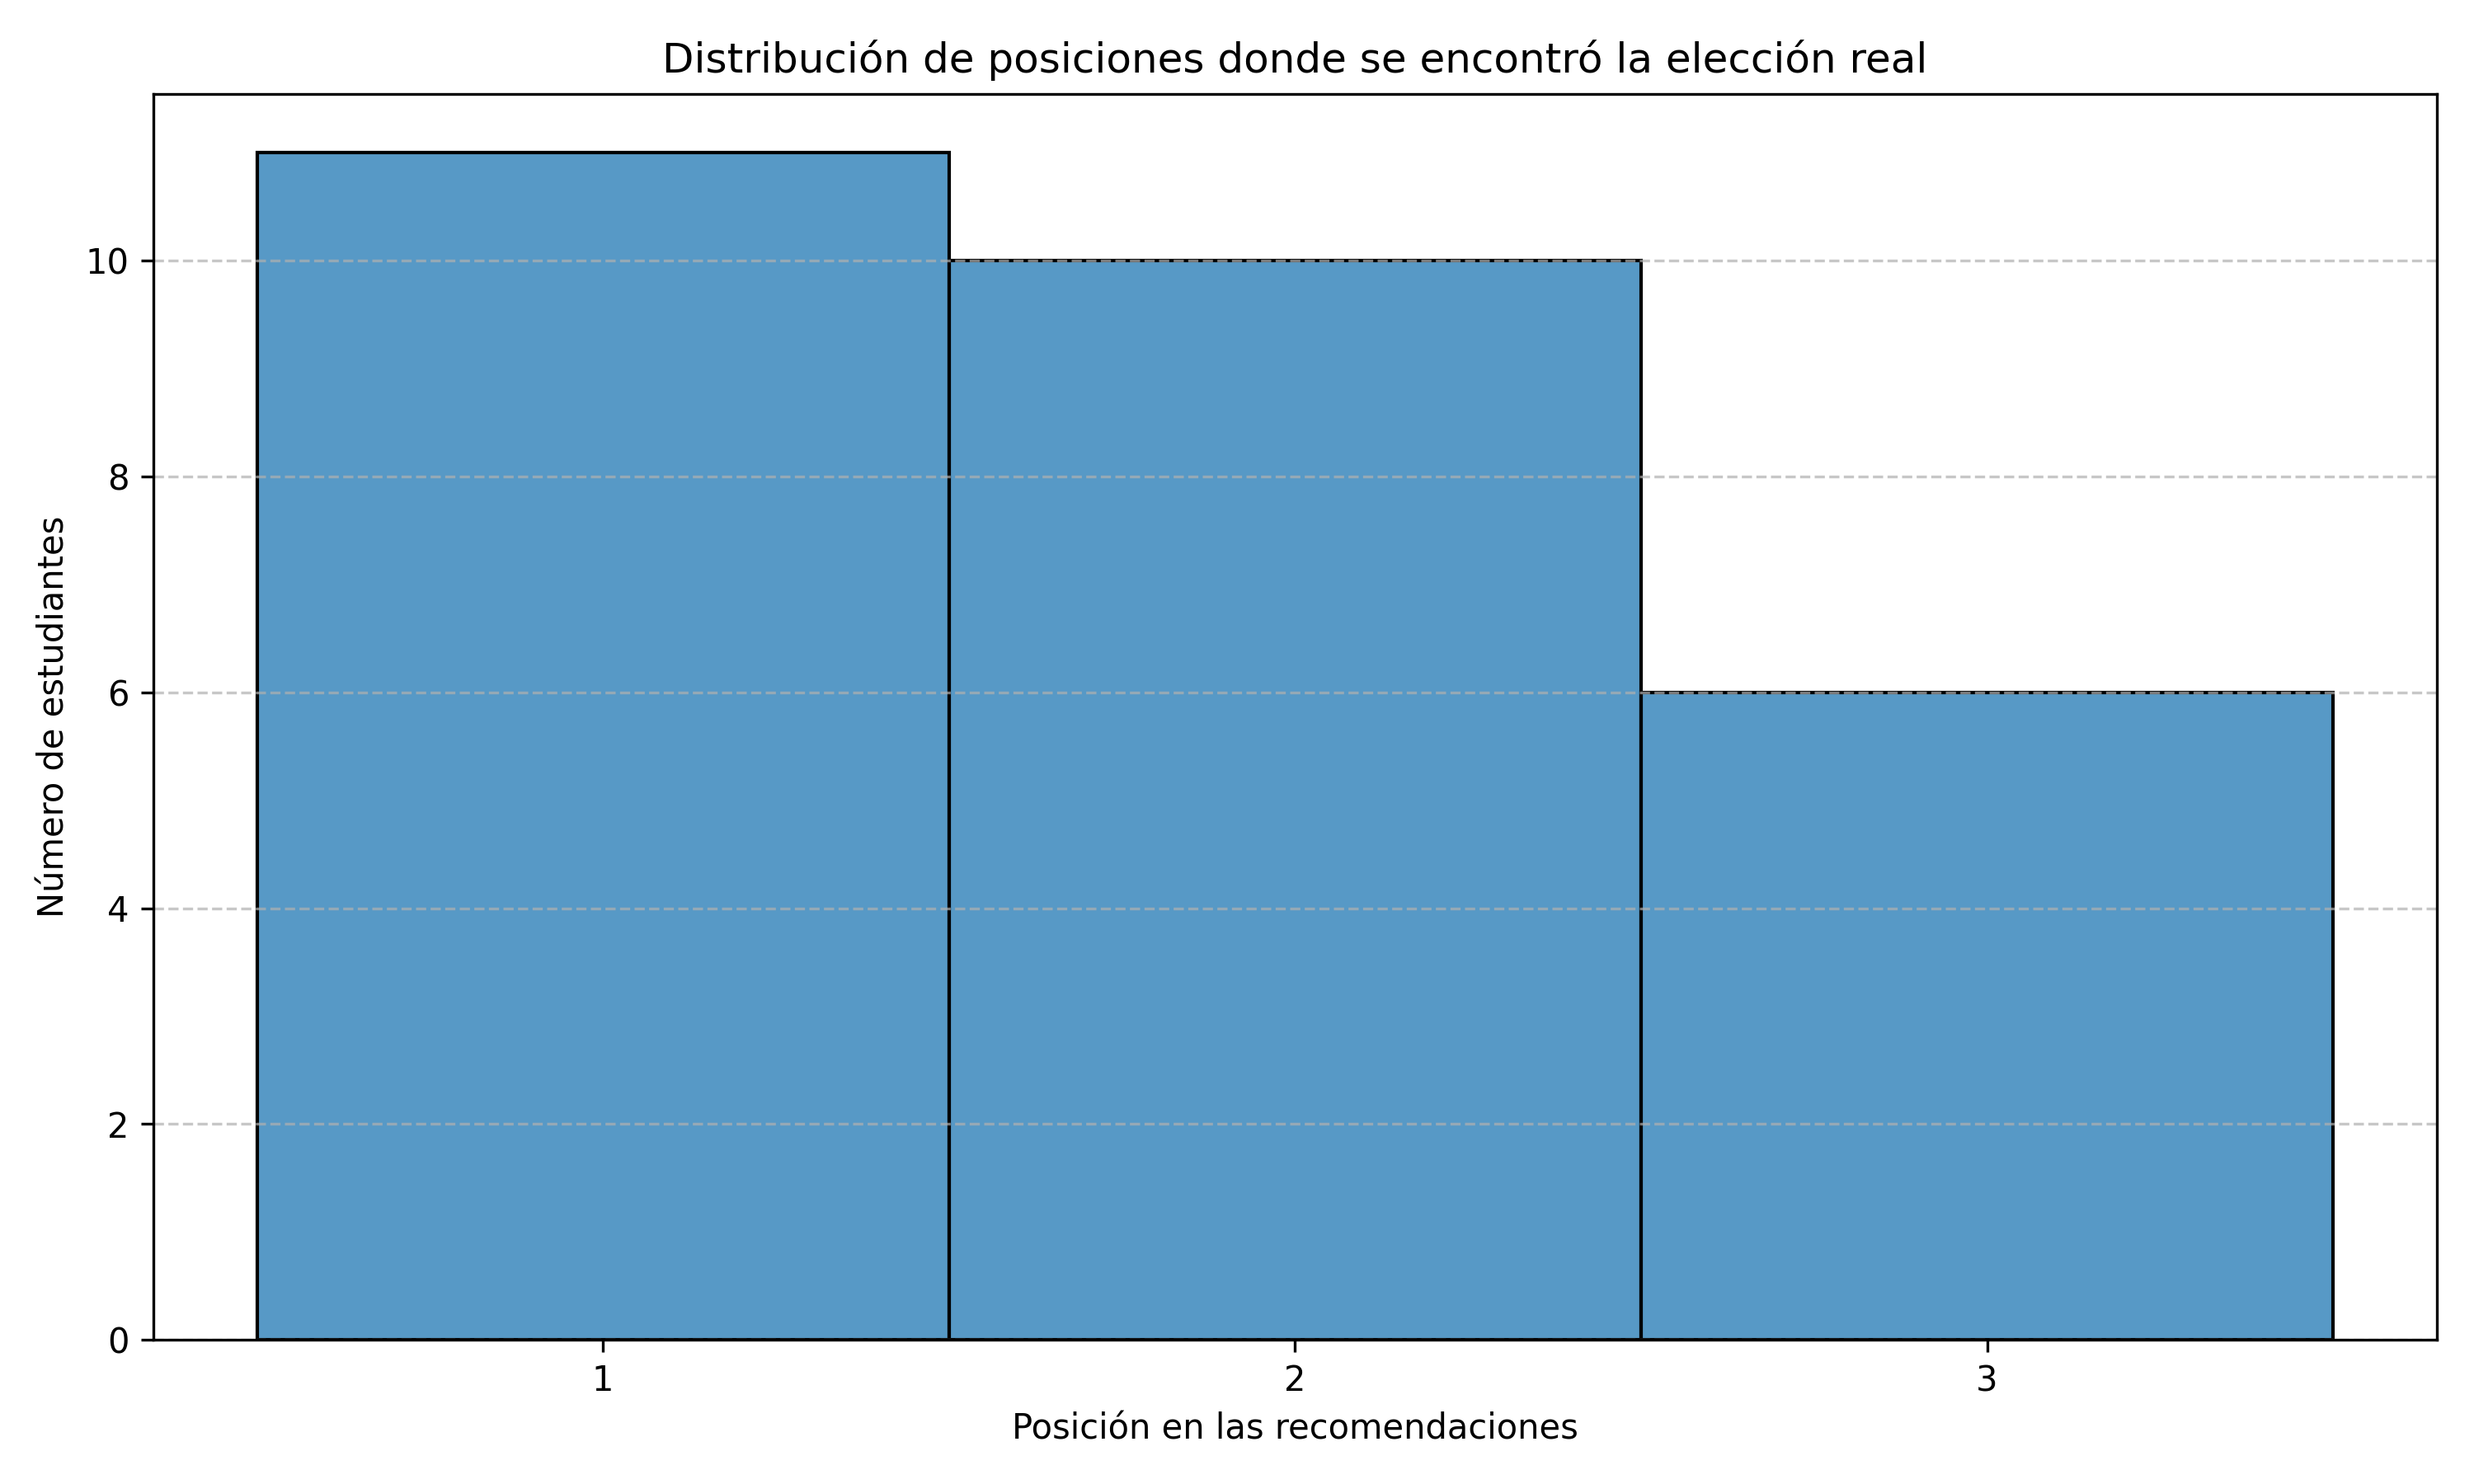 Distribución de posiciones donde se encontró la elección real
Número de estudiantes
10
8
6
4
2
0
1 2 3
Posición en las recomendaciones